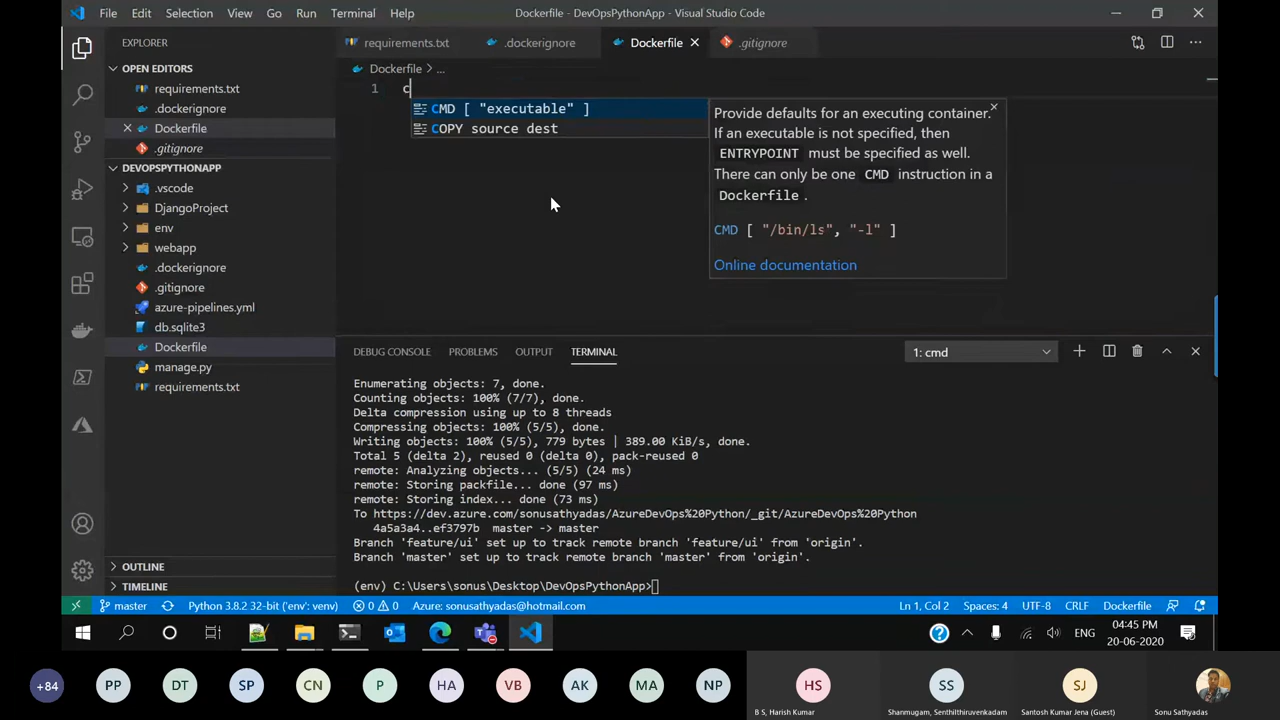 File Edit Selection View Go Run Terminal Help Dockerfile - DevOpsPythonApp - Visual Studio Code
EXPLORER
requirements.txt .dockerignore Dockerfile .gitignore
OPEN EDITORS
requirements.txt
.dockerignore
Dockerfile
.gitignore
DEVOPSPYTHONAPP
.vscode
DjangoProject
env
webapp
.dockerignore
.gitignore
azure-pipelines.yml
db.sqlite3
Dockerfile
manage.py
requirements.txt
OUTLINE
TIMELINE
Dockerfile > ...
1 c
CMD [ "executable" ]
COPY source dest
Provide defaults for an executing container.
If an executable is not specified, then
ENTRYPOINT must be specified as well.
There can only be one CMD instruction in a
Dockerfile .
CMD [ "/bin/ls", "-l" ]
Online documentation
DEBUG CONSOLE PROBLEMS OUTPUT TERMINAL 1: cmd
Enumerating objects: 7, done.
Counting objects: 100% (7/7), done.
Delta compression using up to 8 threads
Compressing objects: 100% (5/5), done.
Writing objects: 100% (5/5), 779 bytes | 389.00 KiB/s, done.
Total 5 (delta 2), reused 0 (delta 0), pack-reused 0
remote: Analyzing objects... (5/5) (24 ms)
remote: Storing packfile... done (97 ms)
remote: Storing index... done (73 ms)
To https://dev.azure.com/sonusathyadas/AzureDevOps%20Python/_git/AzureDevOps%20Python
4a5a3a4..ef3797b master -> master
Branch 'feature/ui' set up to track remote branch 'feature/ui' from 'origin'.
Branch 'master' set up to track remote branch 'master' from 'origin'.
(env) C:\Users\sonus\Desktop\DevOpsPythonApp>
master Python 3.8.2 32-bit ('env': venv) 0 0 Azure: sonusathyadas@hotmail.com Ln 1, Col 2 Spaces: 4 UTF-8 CRLF Dockerfile
ENG 04:45 PM
20-06-2020
+84 PP DT SP CN P HA VB AK MA NP HS SS SJ
B S, Harish Kumar Shanmugam, Senthilthiruvenkadam Santosh Kumar Jena (Guest) Sonu Sathyadas